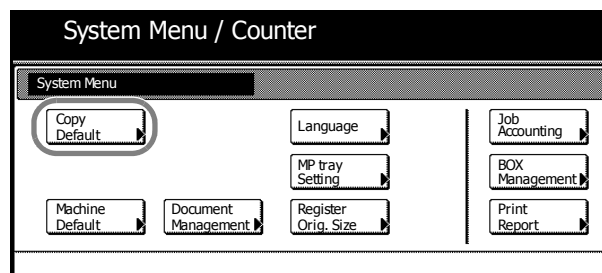 System Menu / Counter
System Menu
Copy
Default
Language
Job
Accounting
MP tray
Setting
BOX
Management
Machine
Default
Document
Management
Register
Orig. Size
Print
Report